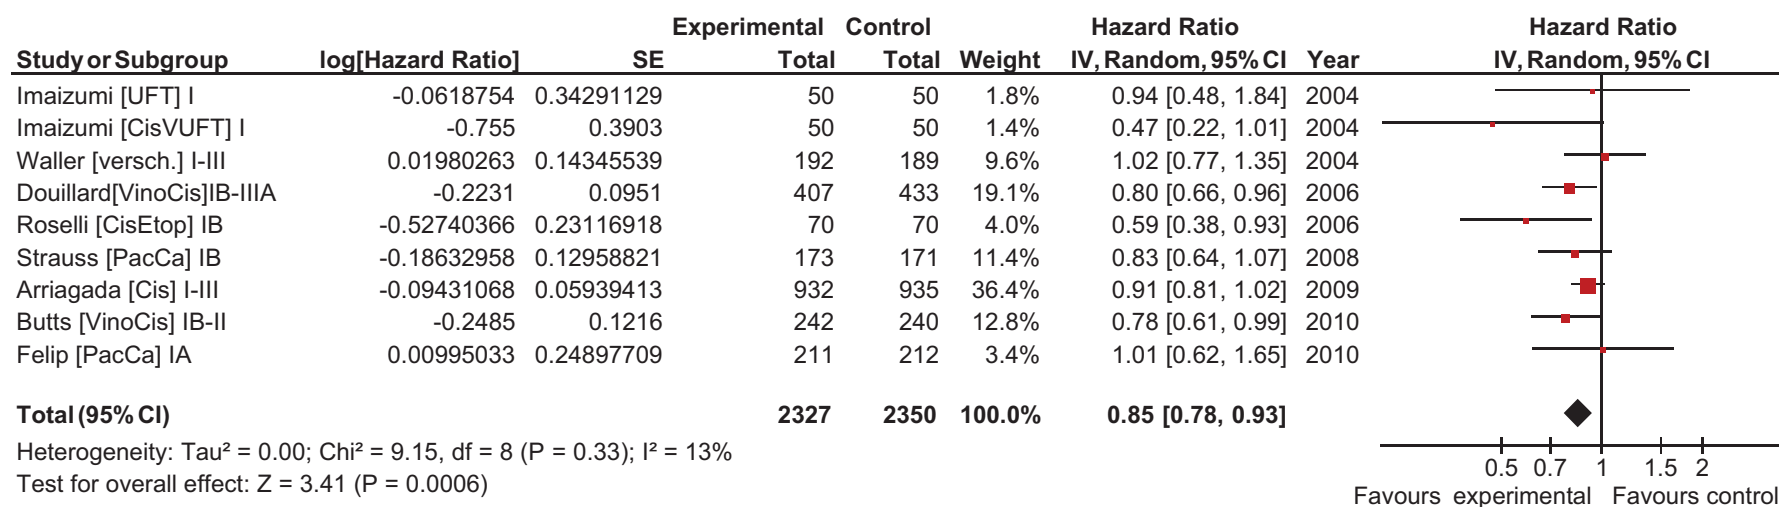 Experimental Control Hazard Ratio Hazard Ratio
Study or Subgroup log[Hazard Ratio] SE Total Total Weight IV, Random, 95% CI Year IV, Random, 95% CI
Imaizumi [UFT] I -0.0618754 0.34291129 50 50 1.8% 0.94 [0.48, 1.84] 2004
Imaizumi [CisVUFT] I -0.755 0.3903 50 50 1.4% 0.47 [0.22, 1.01] 2004
Waller [versch.] I-III 0.01980263 0.14345539 192 189 9.6% 1.02 [0.77, 1.35] 2004
Douillard[VinoCis]IB-IIIA -0.2231 0.0951 407 433 19.1% 0.80 [0.66, 0.96] 2006
Roselli [CisEtop] IB -0.52740366 0.23116918 70 70 4.0% 0.59 [0.38, 0.93] 2006
Strauss [PacCa] IB -0.18632958 0.12958821 173 171 11.4% 0.83 [0.64, 1.07] 2008
Arriagada [Cis] I-III -0.09431068 0.05939413 932 935 36.4% 0.91 [0.81, 1.02] 2009
Butts [VinoCis] IB-II -0.2485 0.1216 242 240 12.8% 0.78 [0.61, 0.99] 2010
Felip [PacCa] IA 0.00995033 0.24897709 211 212 3.4% 1.01 [0.62, 1.65] 2010
Total (95% CI) 2327 2350 100.0% 0.85 [0.78, 0.93]
Heterogeneity: Tau² = 0.00; Chi² = 9.15, df = 8 (P = 0.33); I² = 13%
Test for overall effect: Z = 3.41 (P = 0.0006)
0.5 0.7 1 1.5 2
Favours experimental Favours control